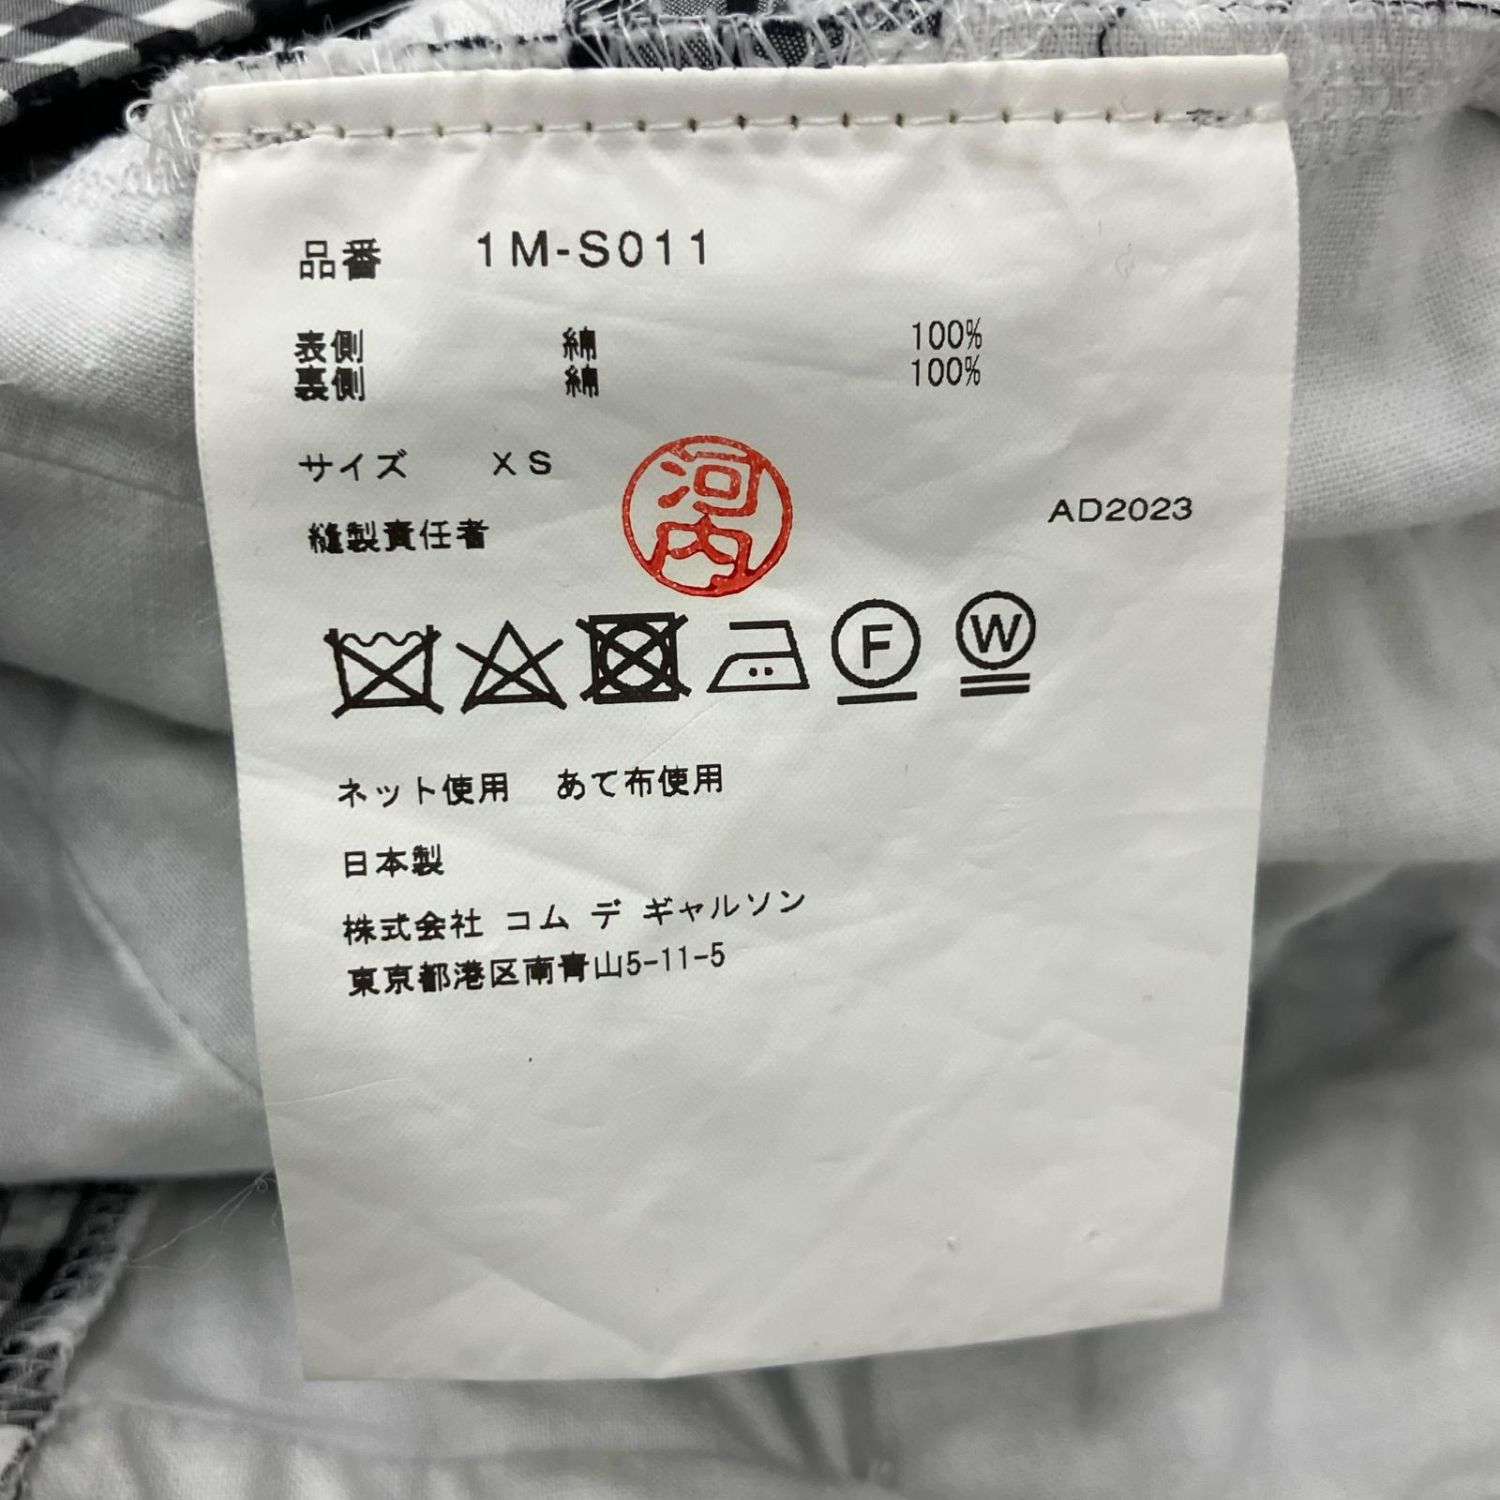 品番 1M-S011
表側 綿 100%
裏側 綿 100%
サイズ XS
河内
AD2023
縫製責任者
F W
ネット使用 あて布使用
日本製
株式会社 コム デ ギャルソン
東京都港区南青山5-11-5